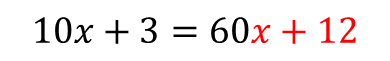 10x + 3 = 60x + 12